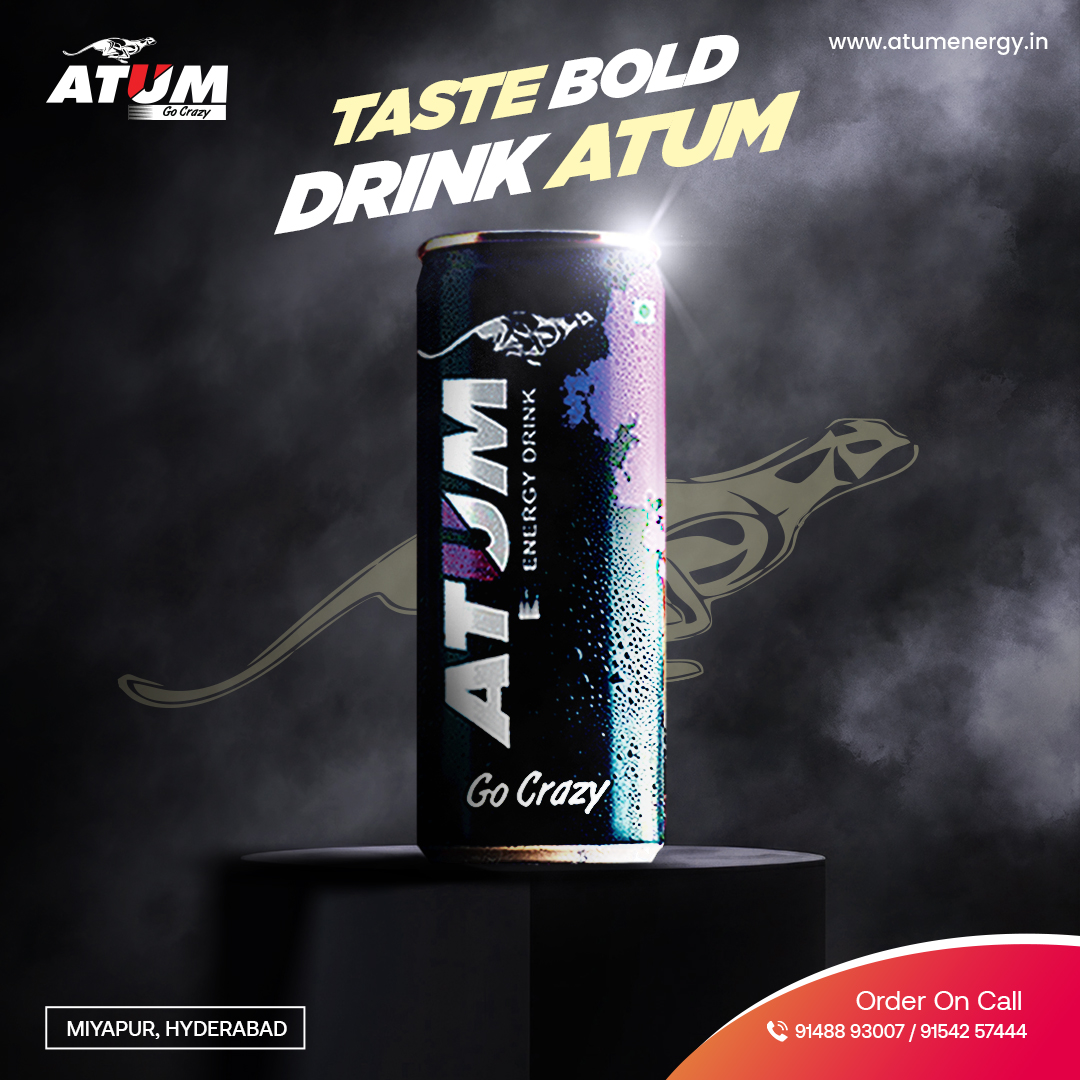 ATUM
Go Crazy
www.atumenergy.in
TASTE BOLD
DRINK ATUM
ATUM
ENERGY DRINK
Go Crazy
MIYAPUR, HYDERABAD
Order On Call
91488 93007 / 91542 57444